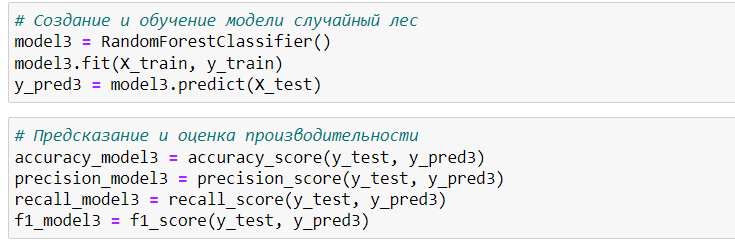 # Создание и обучение модели случайный лес
model3 = RandomForestClassifier()
model3.fit(X_train, y_train)
y_pred3 = model3.predict(X_test)
# Предсказание и оценка производительности
accuracy_model3 = accuracy_score(y_test, y_pred3)
precision_model3 = precision_score(y_test, y_pred3)
recall_model3 = recall_score(y_test, y_pred3)
f1_model3 = f1_score(y_test, y_pred3)